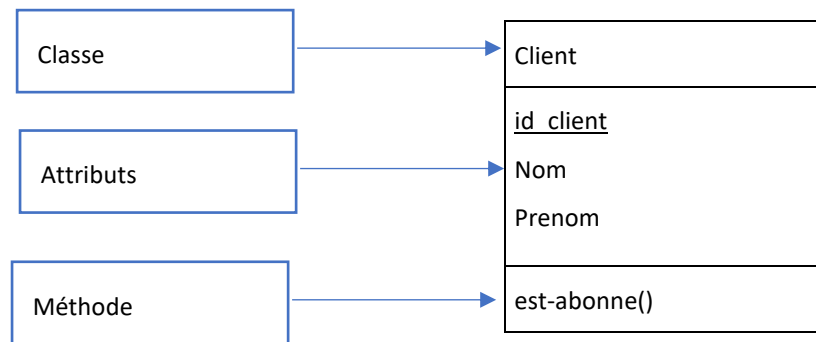 Classe
Client
Attributs
id_client
Nom
Prenom
Méthode
est-abonne()